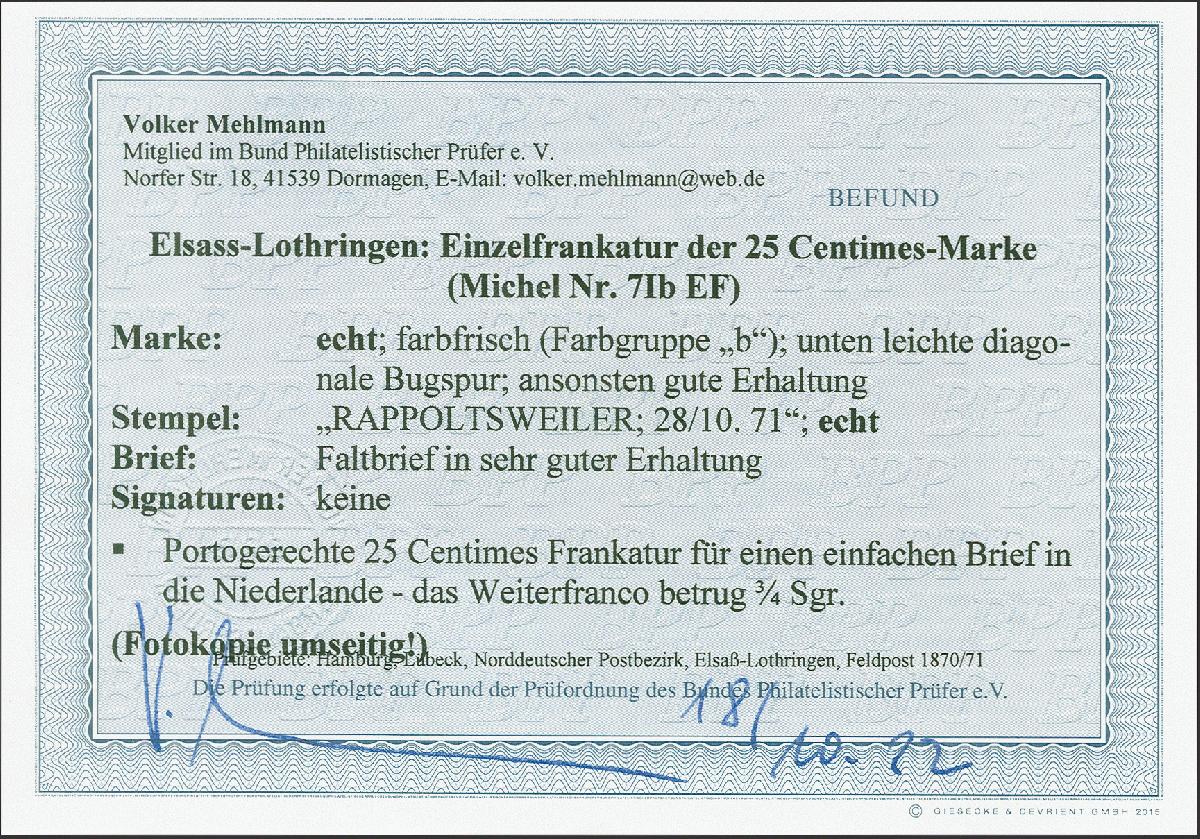 Volker Mehlmann
Mitglied im Bund Philatelistischer Prüfer e. V.
Norfer Str. 18, 41539 Dormagen, E-Mail: volker.mehlmann@web.de
BEFUND
Elsass-Lothringen: Einzelfrankatur der 25 Centimes-Marke
(Michel Nr. 7Ib EF)
Marke: echt; farbfrisch (Farbgruppe „b“); unten leichte diago-
nale Bugspur; ansonsten gute Erhaltung
Stempel: „RAPPOLTSWEILER; 28/10. 71“; echt
Brief: Faltbrief in sehr guter Erhaltung
Signaturen: keine
▪ Portogerechte 25 Centimes Frankatur für einen einfachen Brief in
die Niederlande - das Weiterfranco betrug ¾ Sgr.
(Fotokopie umseitig!)
Prüfgebiete: Hamburg, Lübeck, Norddeutscher Postbezirk, Elsaß-Lothringen, Feldpost 1870/71
Die Prüfung erfolgte auf Grund der Prüfordnung des Bundes Philatelistischer Prüfer e.V.
18/
10. 22
© GIESECKE & DEVRIENT GMBH 2015